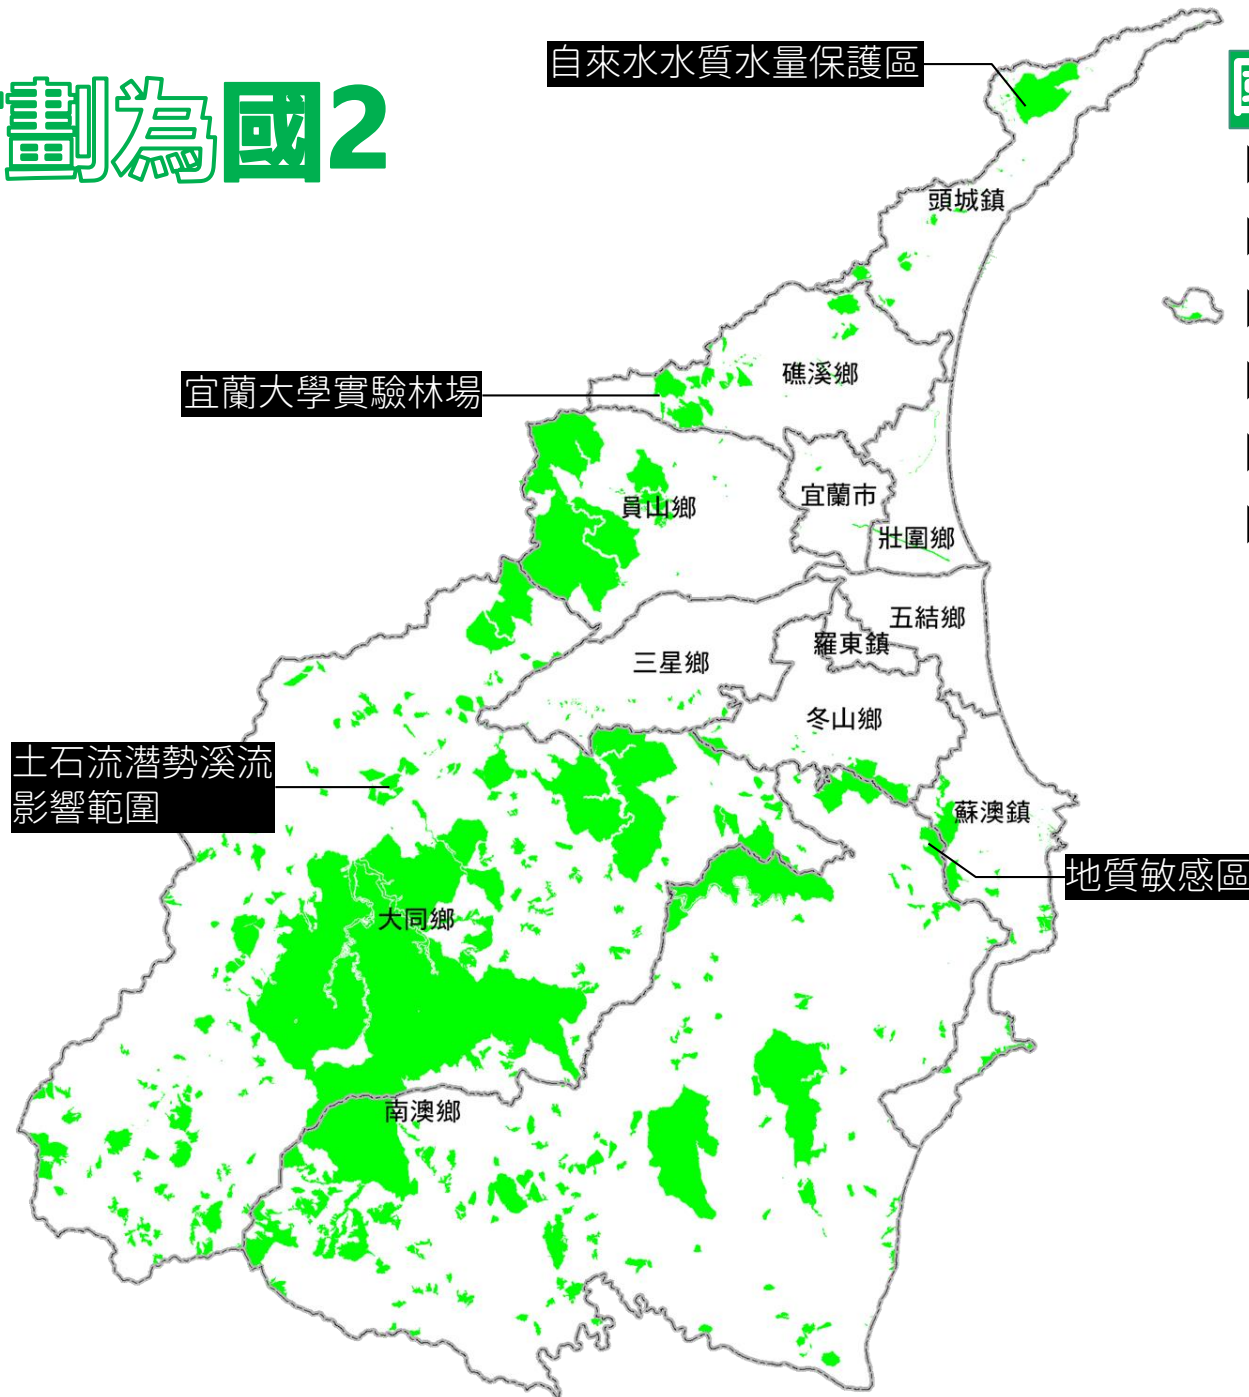 劃為國2
自來水水質水量保護區
頭城鎮
礁溪鄉
宜蘭大學實驗林場
員山鄉
宜蘭市
壯圍鄉
五結鄉
羅東鎮
三星鄉
冬山鄉
土石流潛勢溪流
影響範圍
蘇澳鎮
地質敏感區
大同鄉
南澳鄉